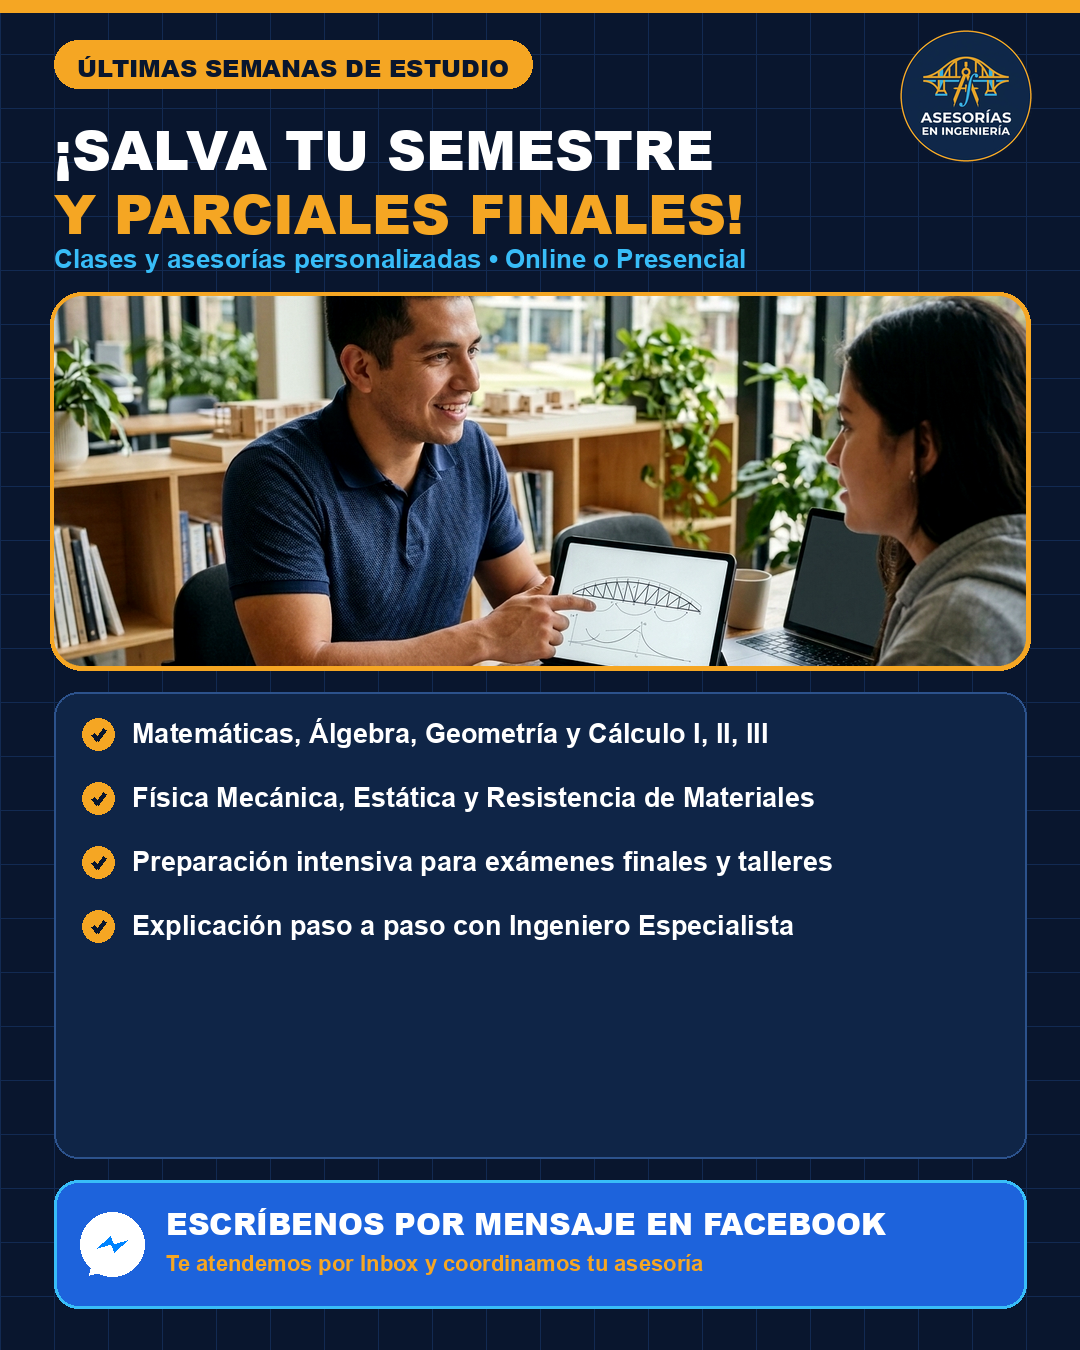 ÚLTIMAS SEMANAS DE ESTUDIO
ASESORÍAS
EN INGENIERÍA
¡SALVA TU SEMESTRE
Y PARCIALES FINALES!
Clases y asesorías personalizadas • Online o Presencial
Matemáticas, Álgebra, Geometría y Cálculo I, II, III
Física Mecánica, Estática y Resistencia de Materiales
Preparación intensiva para exámenes finales y talleres
Explicación paso a paso con Ingeniero Especialista
ESCRÍBENOS POR MENSAJE EN FACEBOOK
Te atendemos por Inbox y coordinamos tu asesoría